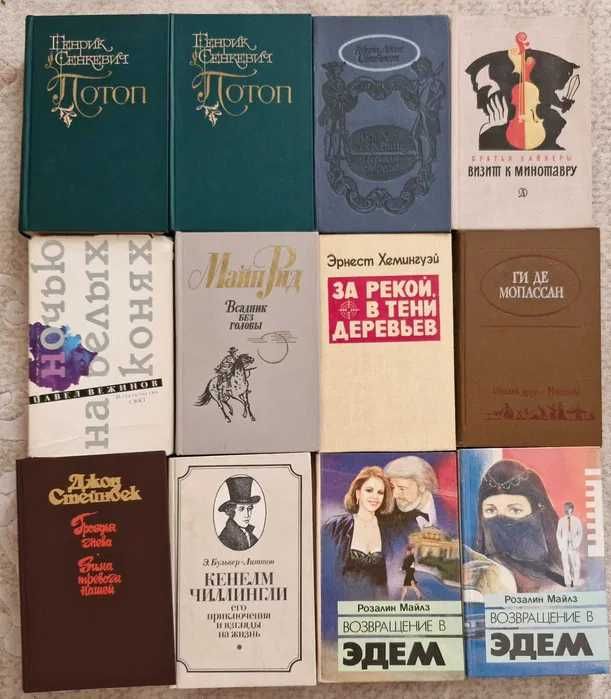 ГЕНРИК
СЕНКЕВИЧ
ПОТОП
ГЕНРИК
СЕНКЕВИЧ
ПОТОП
БРАТЬЯ ВАЙНЕРЫ
ВИЗИТ К МИНОТАВРУ
ночью
на белых
конях
ПАВЕЛ ВЕЖИНОВ
Майн Рид
Всадник
БЕЗ
ГОЛОВЫ
Эрнест Хемингуэй
ЗА РЕКОЙ,
В ТЕНИ
ДЕРЕВЬЕВ
ГИ ДЕ
МОПАССАН
Джон
Стейнбек
Гроздья
гнева
Зима
тревоги
нашей
Э. Бульвер-Литтон
КЕНЕЛМ
ЧИЛЛИНГЛИ
его
приключения
и взгляды
на жизнь
Розалин Майлз
ВОЗВРАЩЕНИЕ В
ЭДЕМ
Розалин Майлз
ВОЗВРАЩЕНИЕ В
ЭДЕМ